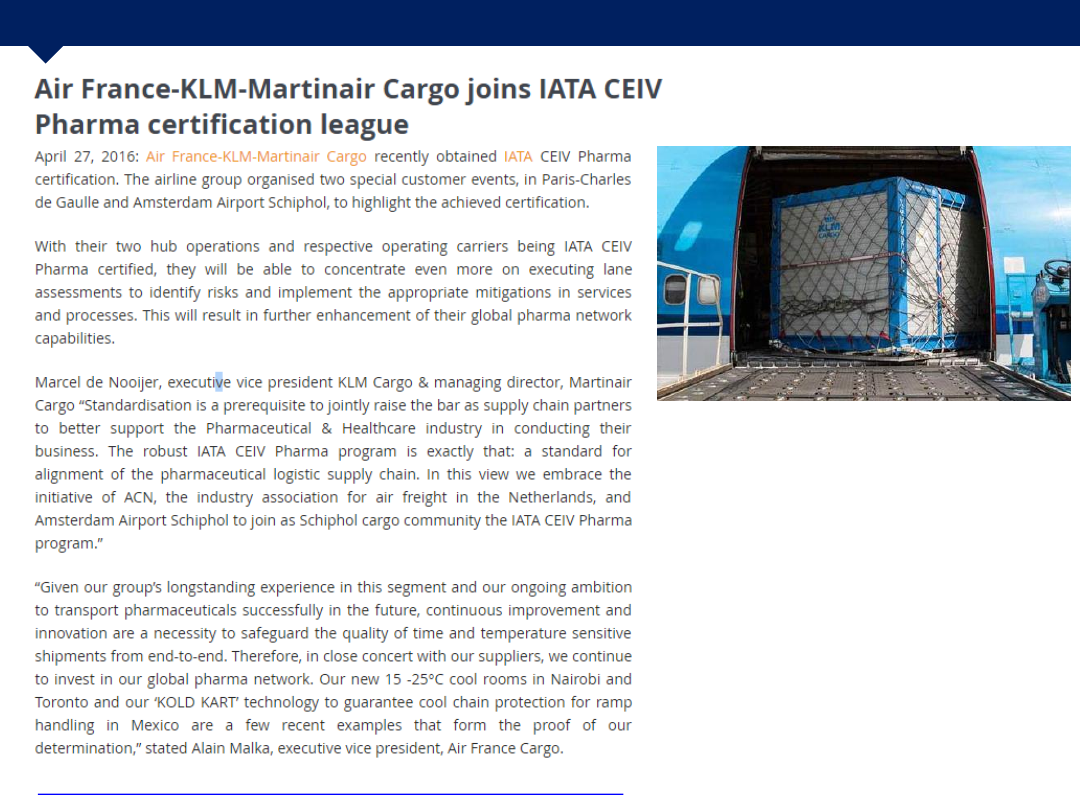 Air France-KLM-Martinair Cargo joins IATA CEIV
Pharma certification league
April 27, 2016: Air France-KLM-Martinair Cargo recently obtained IATA CEIV Pharma
certification. The airline group organised two special customer events, in Paris-Charles
de Gaulle and Amsterdam Airport Schiphol, to highlight the achieved certification.
With their two hub operations and respective operating carriers being IATA CEIV
Pharma certified, they will be able to concentrate even more on executing lane
assessments to identify risks and implement the appropriate mitigations in services
and processes. This will result in further enhancement of their global pharma network
capabilities.
Marcel de Nooijer, executive vice president KLM Cargo & managing director, Martinair
Cargo “Standardisation is a prerequisite to jointly raise the bar as supply chain partners
to better support the Pharmaceutical & Healthcare industry in conducting their
business. The robust IATA CEIV Pharma program is exactly that: a standard for
alignment of the pharmaceutical logistic supply chain. In this view we embrace the
initiative of ACN, the industry association for air freight in the Netherlands, and
Amsterdam Airport Schiphol to join as Schiphol cargo community the IATA CEIV Pharma
program.”
“Given our group’s longstanding experience in this segment and our ongoing ambition
to transport pharmaceuticals successfully in the future, continuous improvement and
innovation are a necessity to safeguard the quality of time and temperature sensitive
shipments from end-to-end. Therefore, in close concert with our suppliers, we continue
to invest in our global pharma network. Our new 15 -25°C cool rooms in Nairobi and
Toronto and our ‘KOLD KART’ technology to guarantee cool chain protection for ramp
handling in Mexico are a few recent examples that form the proof of our
determination,” stated Alain Malka, executive vice president, Air France Cargo.
KLM
CARGO